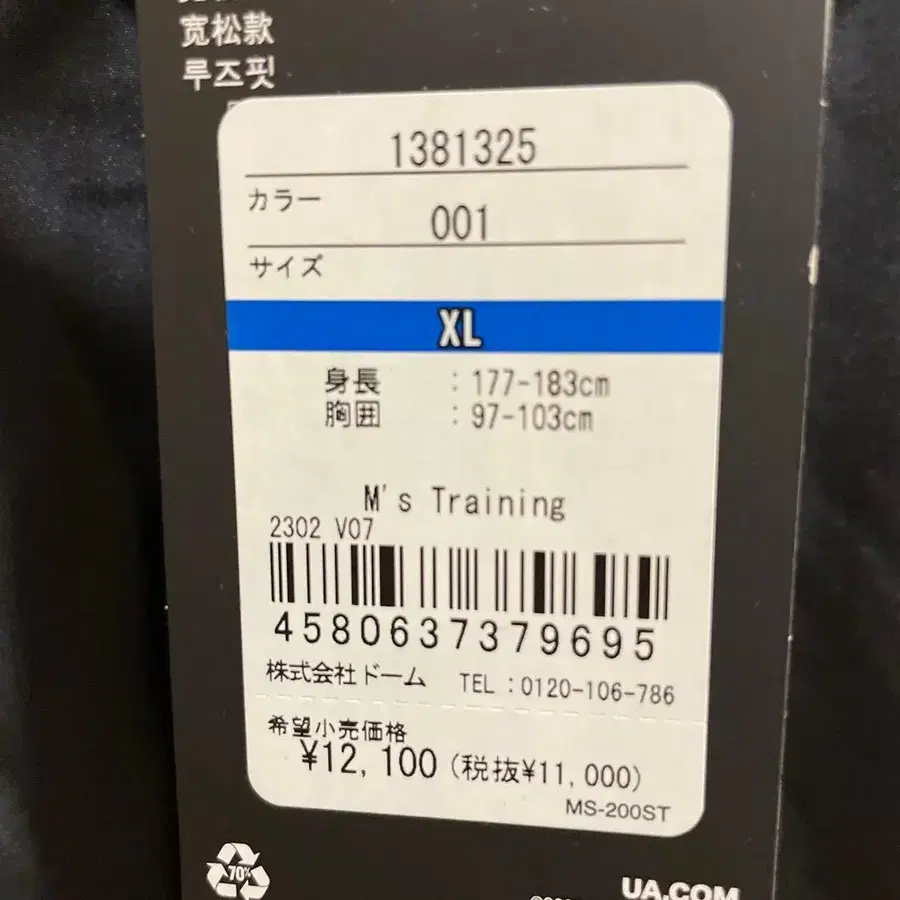 宽松款
루즈핏
1381325
カラー
001
サイズ
XL
身長 : 177-183cm
胸囲 : 97-103cm
M's Training
2302 V07
4580637379695
株式会社ドーム TEL:0120-106-786
希望小売価格
¥12,100 (税抜¥11,000)
MS-200ST
70%
UA.COM